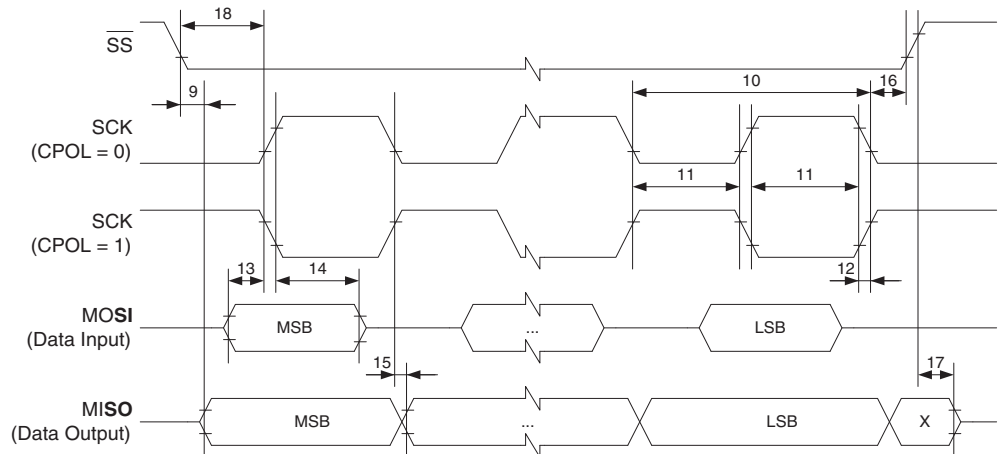 18
SS
9
10
16
SCK
(CPOL = 0)
11
11
SCK
(CPOL = 1)
13
14
12
MOSI
(Data Input)
MSB
...
LSB
15
17
MISO
(Data Output)
MSB
...
LSB
X